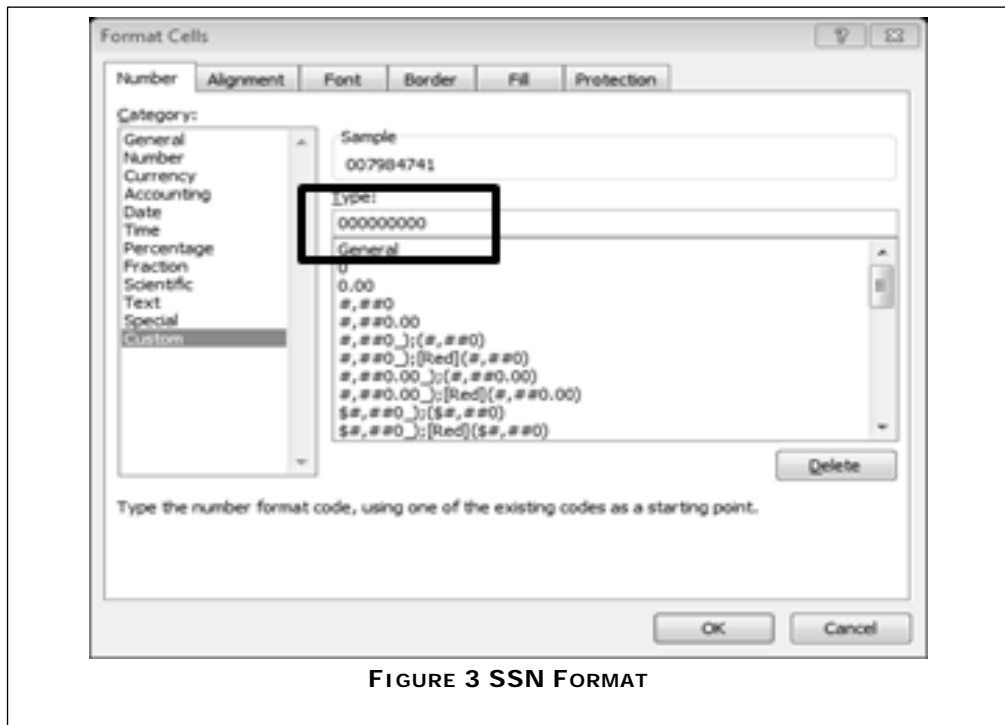 Format Cells
Number Alignment Font Border Fill Protection
Category:
General
Number
Currency
Accounting
Date
Time
Percentage
Fraction
Scientific
Text
Special
Custom
Sample
007984741
Type:
000000000
General
0
0.00
#,##0
#,##0.00
#,##0_);(#,##0)
#,##0_);[Red](#,##0)
#,##0.00_);(#,##0.00)
#,##0.00_);[Red](#,##0.00)
$#,##0_);($#,##0)
$#,##0_);[Red]($#,##0)
Delete
Type the number format code, using one of the existing codes as a starting point.
OK Cancel
FIGURE 3 SSN FORMAT